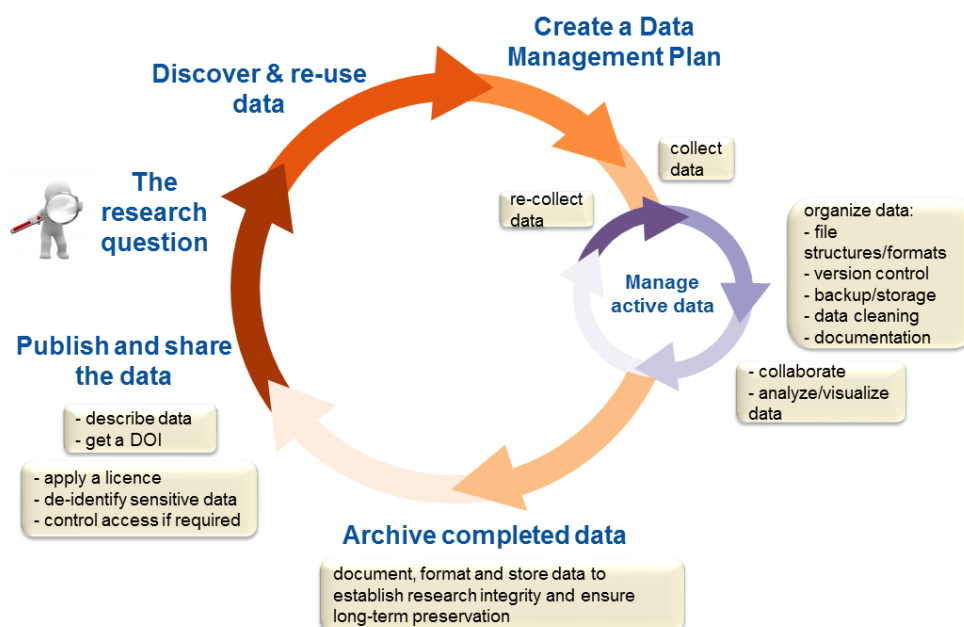 Create a Data
Management Plan
Discover & re-use
data
collect
data
The
research
question
re-collect
data
organize data:
- file
structures/formats
- version control
- backup/storage
- data cleaning
- documentation
Manage
active data
Publish and share
the data
- collaborate
- analyze/visualize
data
- describe data
- get a DOI
- apply a licence
- de-identify sensitive data
- control access if required
Archive completed data
document, format and store data to
establish research integrity and ensure
long-term preservation